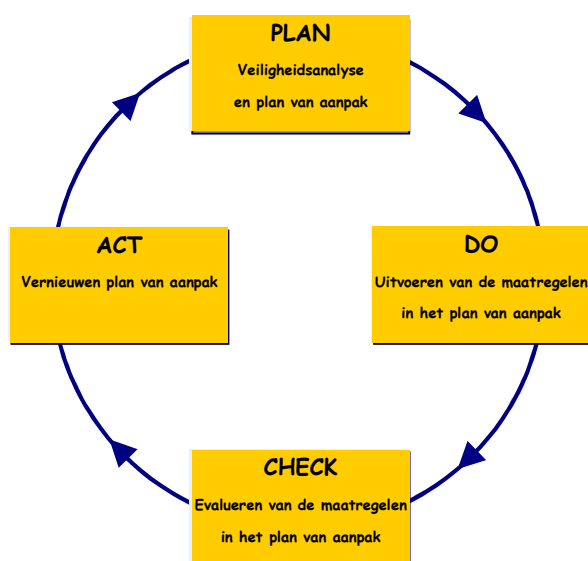 PLAN
Veiligheidsanalyse
en plan van aanpak
DO
Uitvoeren van de maatregelen
in het plan van aanpak
CHECK
Evalueren van de maatregelen
in het plan van aanpak
ACT
Vernieuwen plan van aanpak